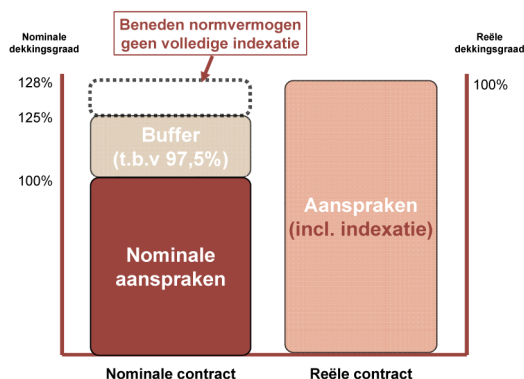 Nominale
dekkingsgraad
Beneden normvermogen
geen volledige indexatie
Reële
dekkingsgraad
128%
125%
100%
100%
Buffer
(t.b.v 97,5%)
Nominale
aanspraken
Aanspraken
(incl. indexatie)
Nominale contract
Reële contract